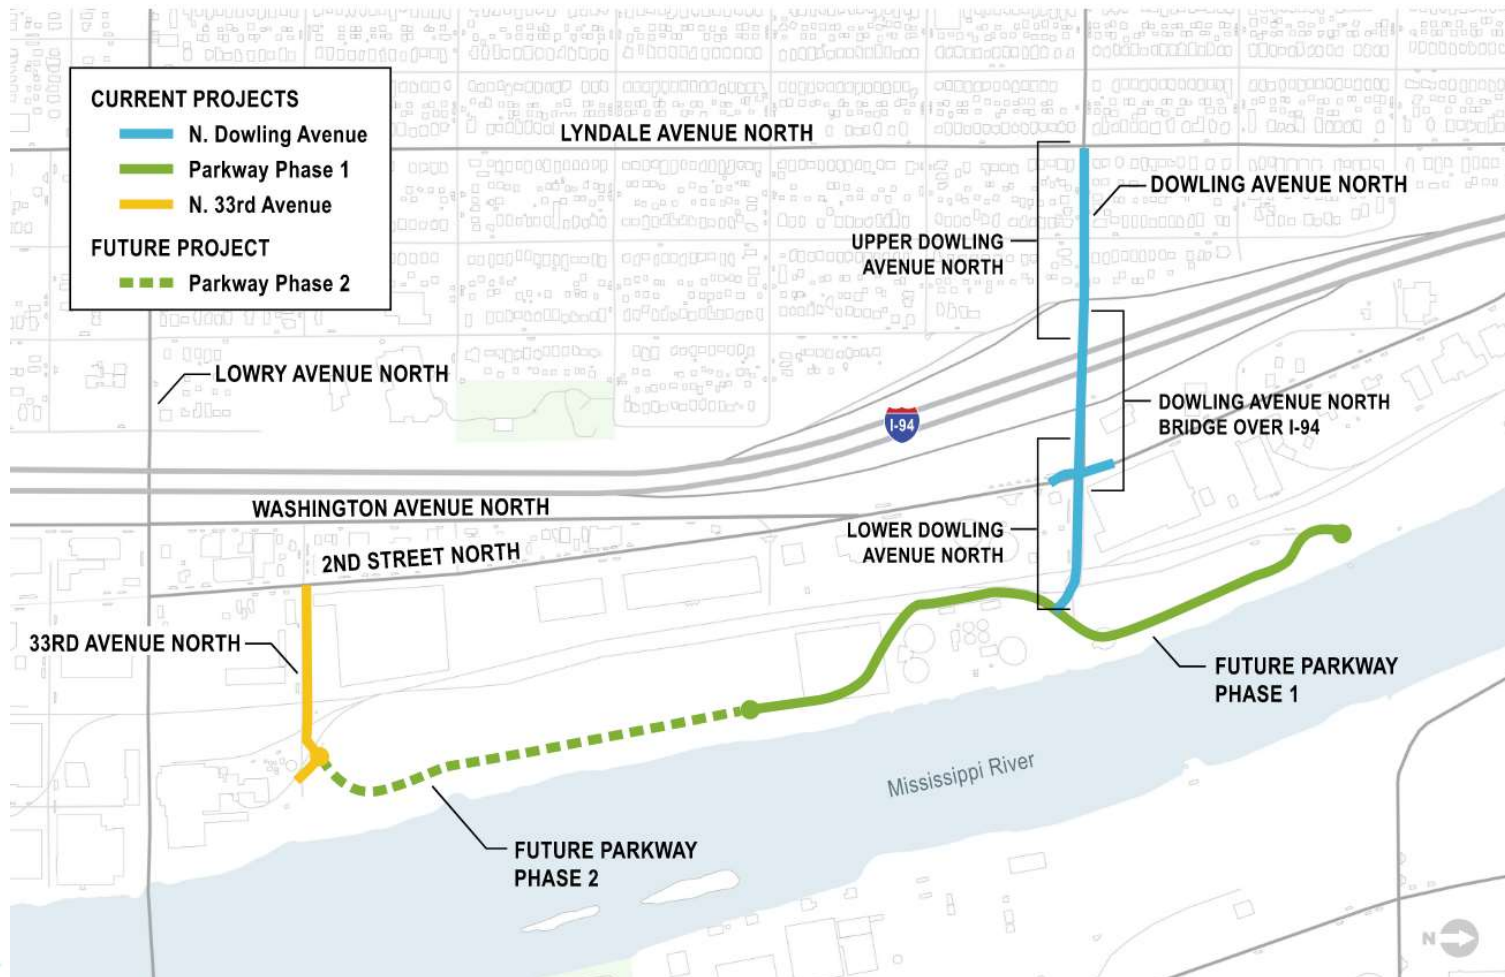 CURRENT PROJECTS
N. Dowling Avenue
Parkway Phase 1
N. 33rd Avenue
FUTURE PROJECT
Parkway Phase 2
LYNDALE AVENUE NORTH
DOWLING AVENUE NORTH
UPPER DOWLING
AVENUE NORTH
LOWRY AVENUE NORTH
I-94
DOWLING AVENUE NORTH
BRIDGE OVER I-94
WASHINGTON AVENUE NORTH
LOWER DOWLING
AVENUE NORTH
2ND STREET NORTH
33RD AVENUE NORTH
FUTURE PARKWAY
PHASE 1
Mississippi River
FUTURE PARKWAY
PHASE 2
N